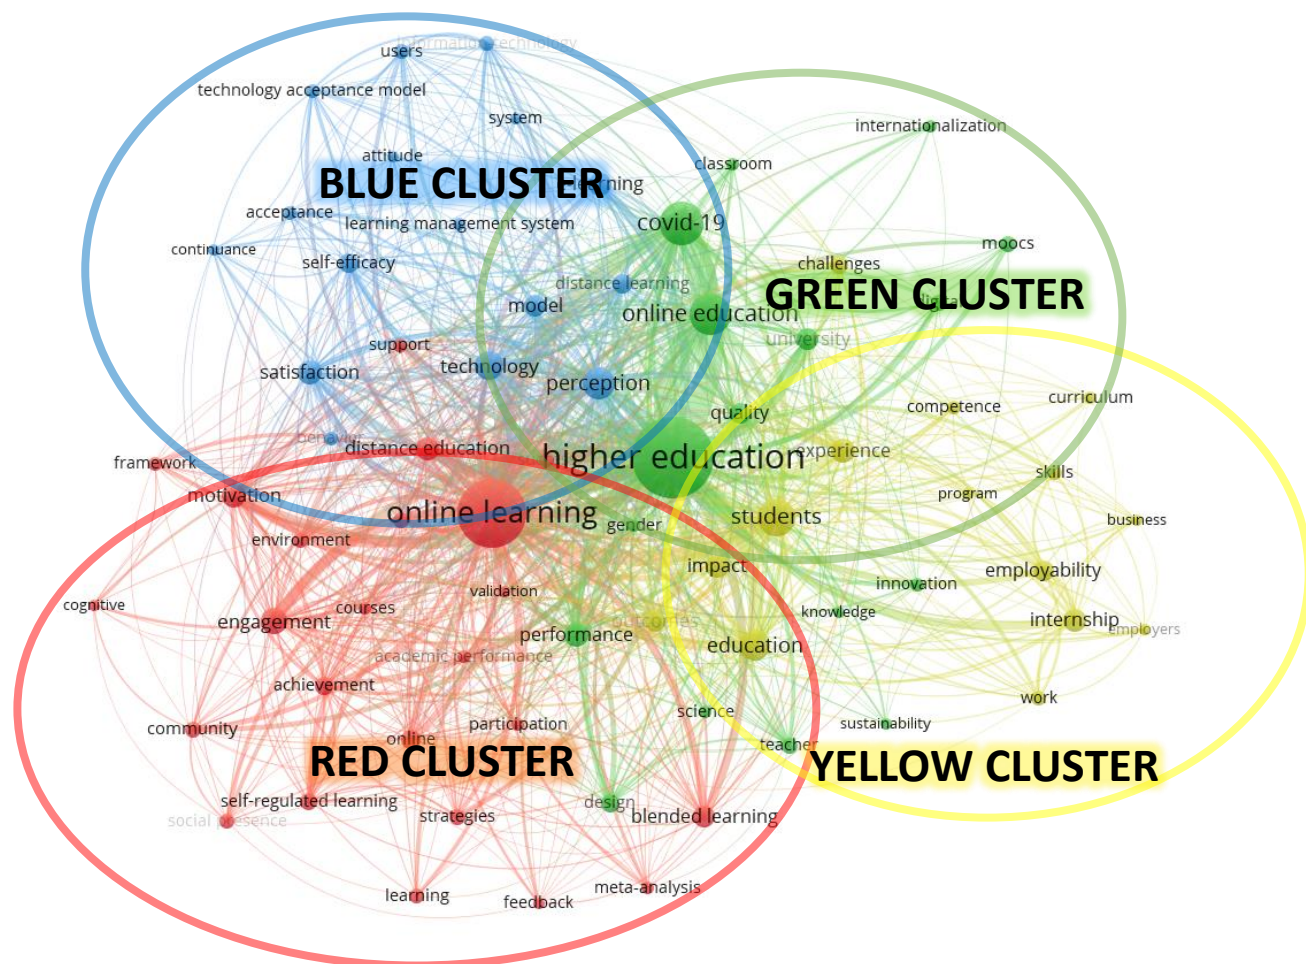 information technology
users
technology acceptance model
system
internationalization
attitude
classroom
BLUE CLUSTER
acceptance
learning management system
covid-19
continuance
self-efficacy
moocs
challenges
distance learning
model
online education
GREEN CLUSTER
university
support
satisfaction
technology
perception
curriculum
quality
competence
distance education
higher education
experience
framework
motivation
skills
program
online learning
gender
students
business
environment
impact
employability
innovation
cognitive
courses
validation
knowledge
engagement
performance
outcomes
internship
employers
academic performance
education
achievement
work
community
participation
science
sustainability
online
teacher
RED CLUSTER
YELLOW CLUSTER
self-regulated learning
design
social presence
strategies
blended learning
learning
feedback
meta-analysis